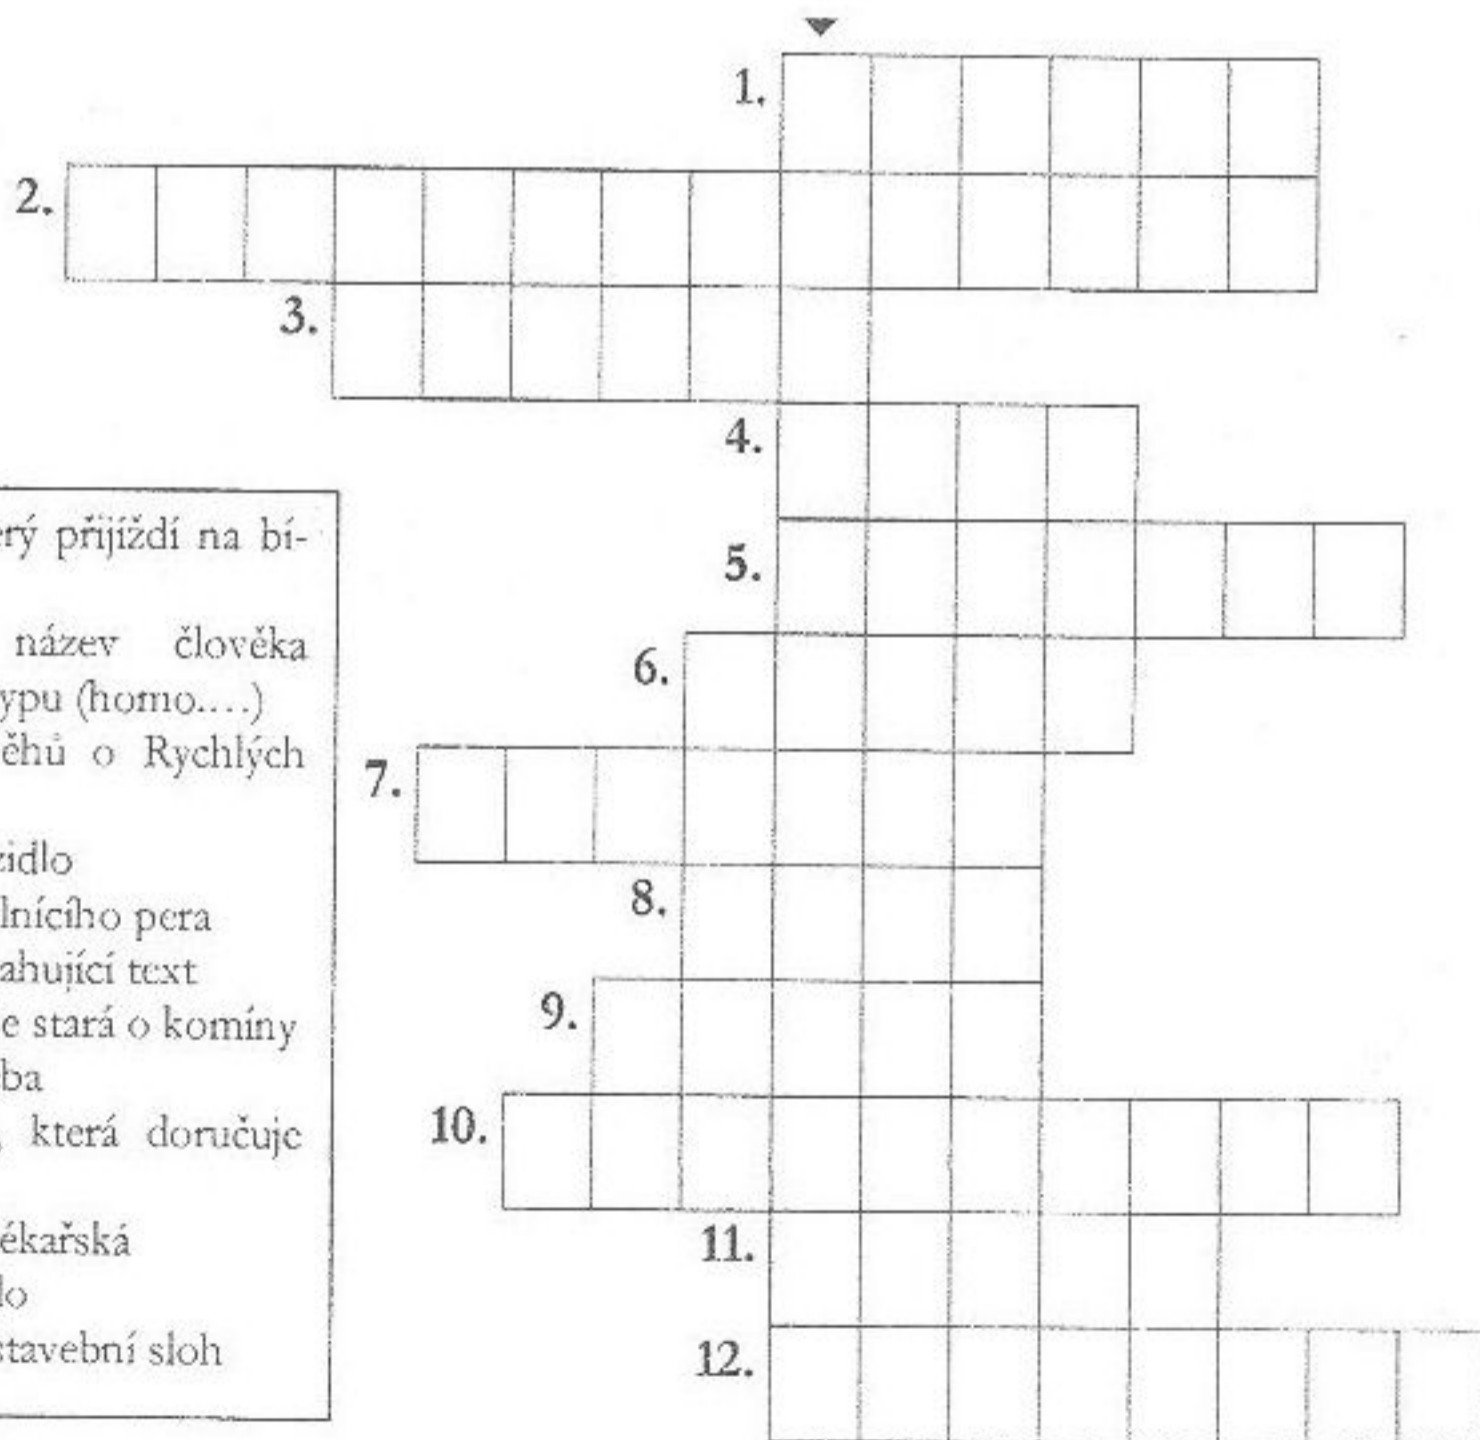 1.
2.
3.
4.
5.
6.
7.
8.
9.
10.
11.
12.
erý přijíždí na bí-
název člověka
ypu (homo....)
ěhů o Rychlých
zidlo
lnícího pera
ahující text
e stará o komíny
ba
která doručuje
ékařská
lo
stavební sloh